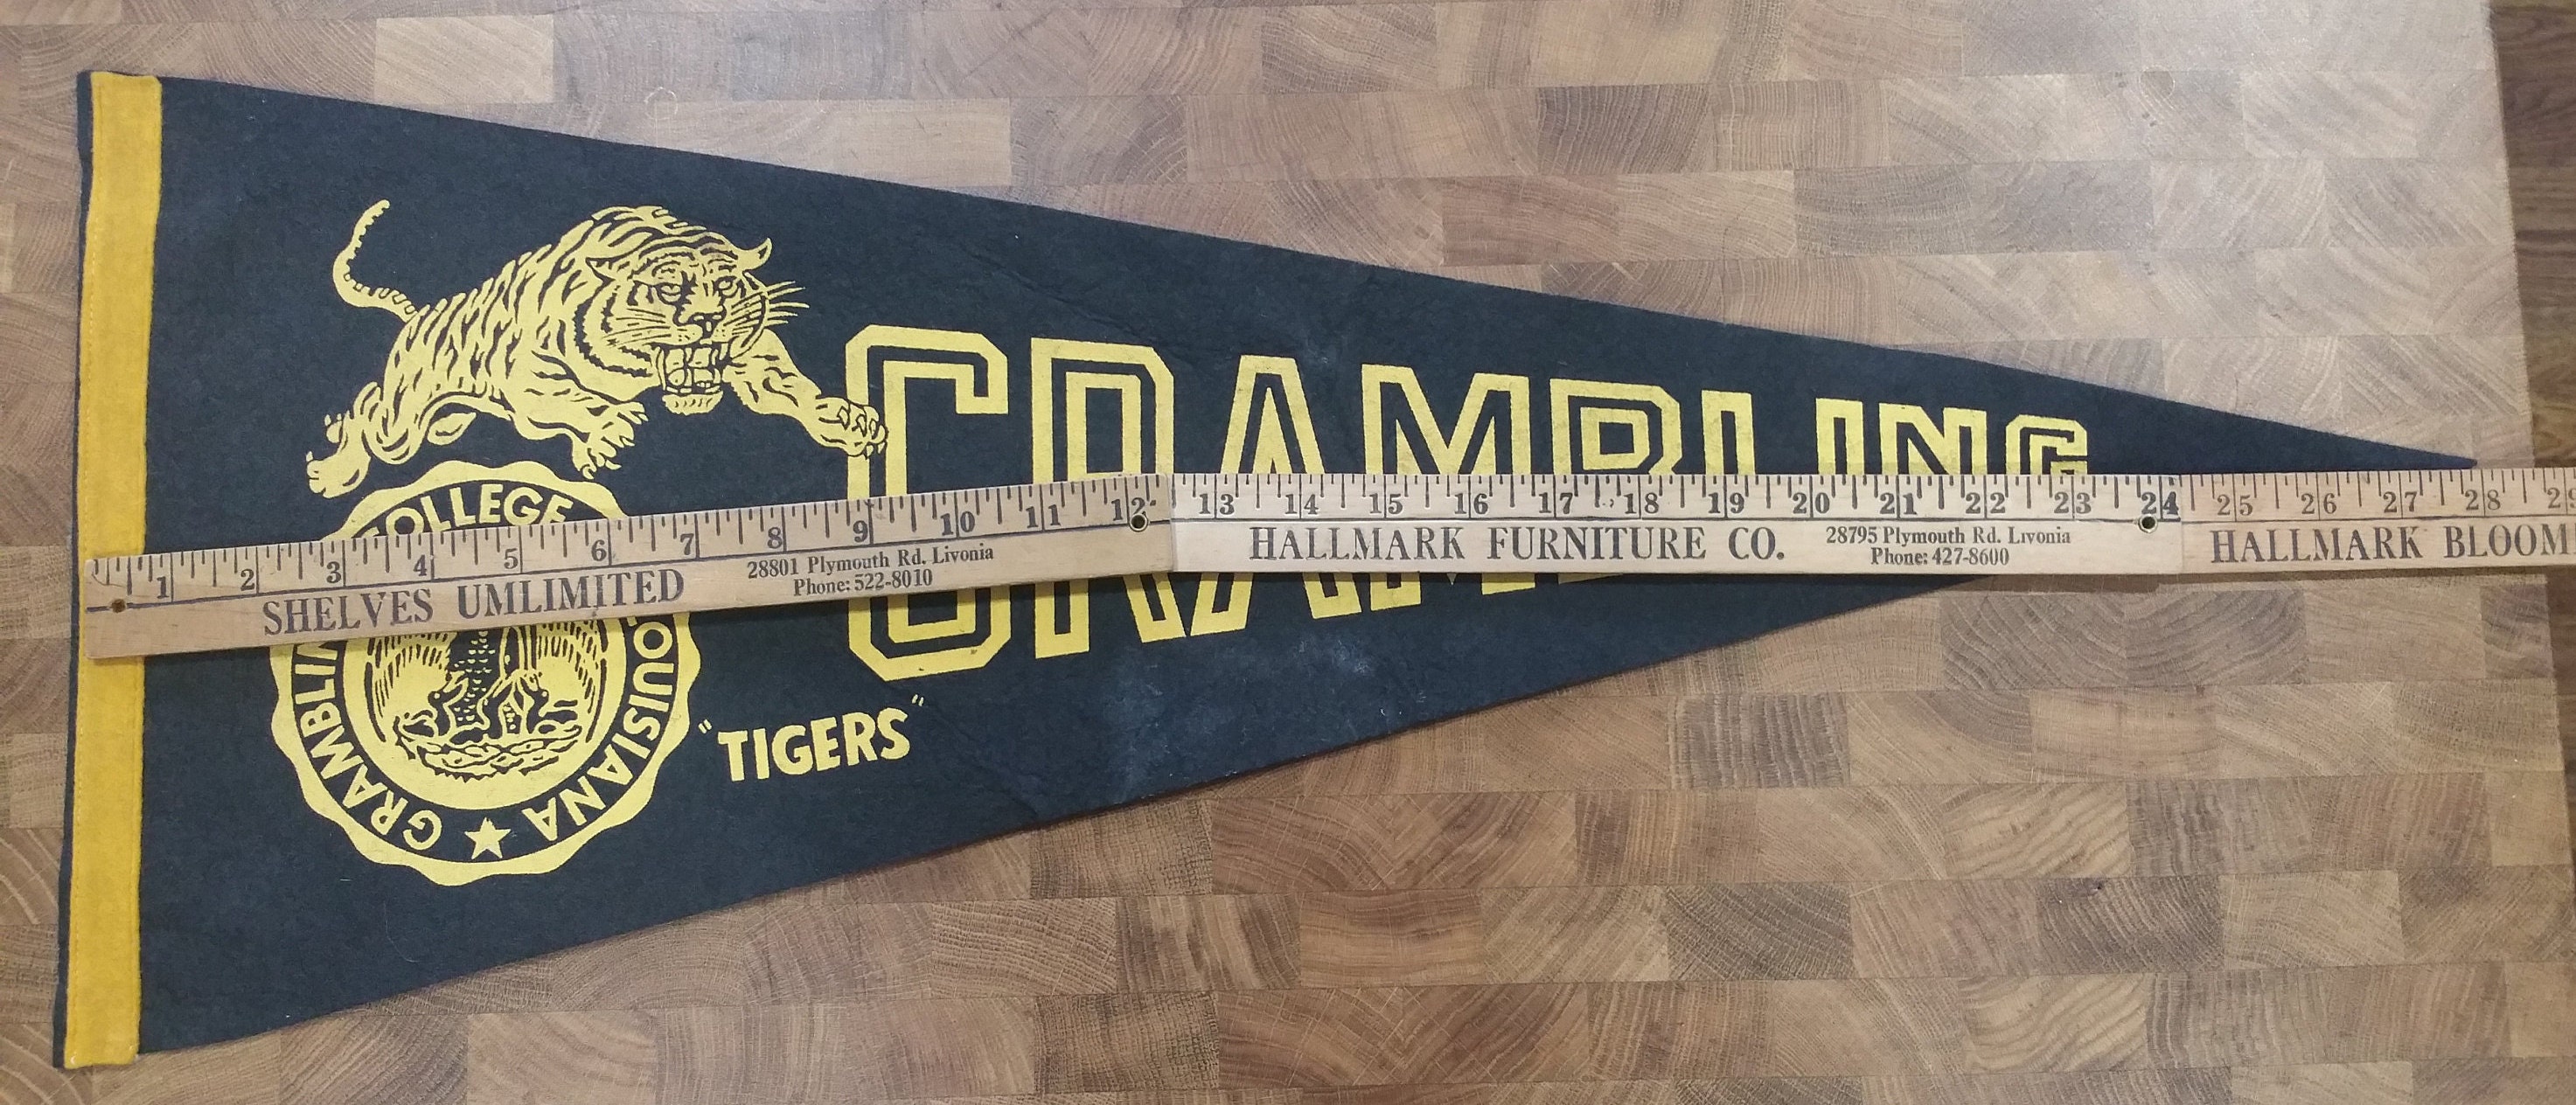 COLLEGE
GRAMBLING
1 2 3 4 5 6 7 8 9 10 11 12 13 14 15 16 17 18 19 20 21 22 23 24 25 26 27 28
SHELVES UMLIMITED
28801 Plymouth Rd. Livonia
Phone: 522-8010
HALLMARK FURNITURE CO.
28795 Plymouth Rd. Livonia
Phone: 427-8600
HALLMARK BLOOM
LOUISIANA
"TIGERS"